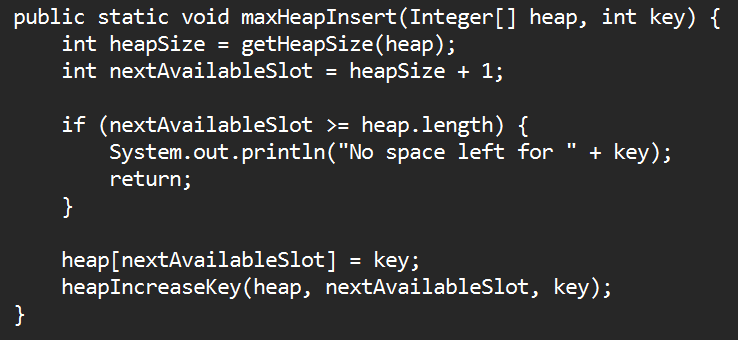 public static void maxHeapInsert(Integer[] heap, int key) {
    int heapSize = getHeapSize(heap);
    int nextAvailableSlot = heapSize + 1;

    if (nextAvailableSlot >= heap.length) {
        System.out.println("No space left for " + key);
        return;
    }

    heap[nextAvailableSlot] = key;
    heapIncreaseKey(heap, nextAvailableSlot, key);
}